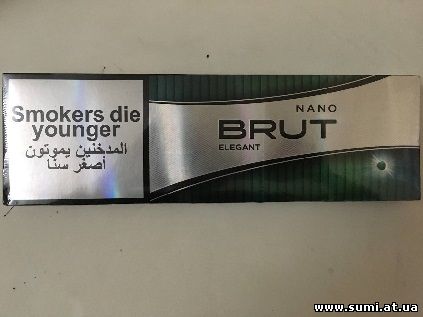 Smokers die
younger
المدخنين يموتون
أصغر سنا
NANO
BRUT
ELEGANT
www.sumi.at.ua